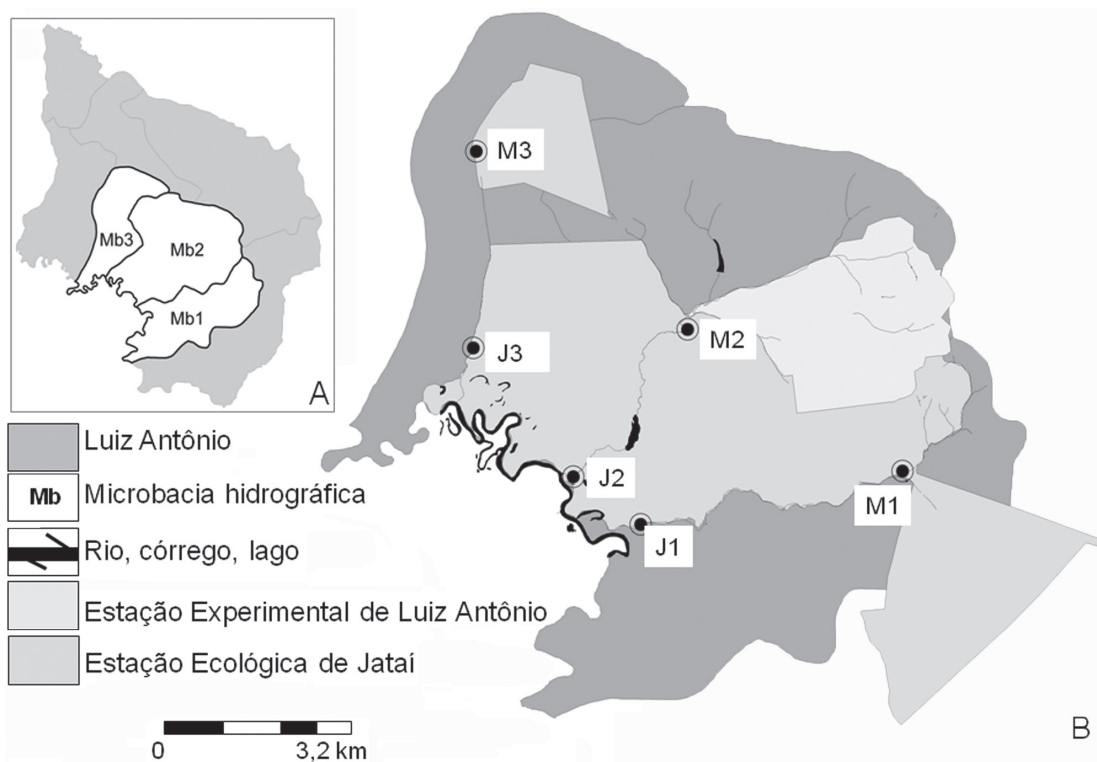 Mb3
Mb2
Mb1
A
Luiz Antônio
Mb Microbacia hidrográfica
Rio, córrego, lago
Estação Experimental de Luiz Antônio
Estação Ecológica de Jataí
0 3,2 km
M3
J3
M2
J2
M1
J1
B